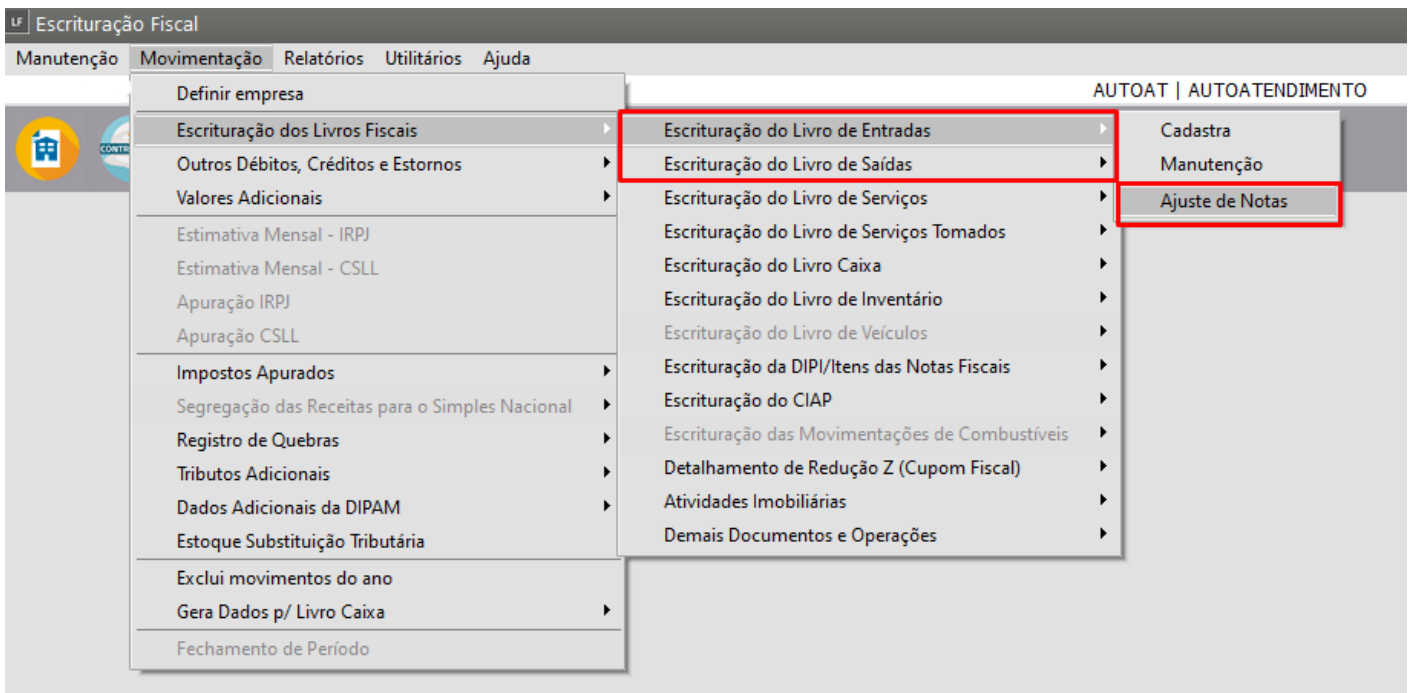 LF Escrituração Fiscal
Manutenção Movimentação Relatórios Utilitários Ajuda
AUTOAT | AUTOATENDIMENTO
CONTR
Definir empresa
Escrituração dos Livros Fiscais
Outros Débitos, Créditos e Estornos
Valores Adicionais
Estimativa Mensal - IRPJ
Estimativa Mensal - CSLL
Apuração IRPJ
Apuração CSLL
Impostos Apurados
Segregação das Receitas para o Simples Nacional
Registro de Quebras
Tributos Adicionais
Dados Adicionais da DIPAM
Estoque Substituição Tributária
Exclui movimentos do ano
Gera Dados p/ Livro Caixa
Fechamento de Período
Escrituração do Livro de Entradas
Escrituração do Livro de Saídas
Escrituração do Livro de Serviços
Escrituração do Livro de Serviços Tomados
Escrituração do Livro Caixa
Escrituração do Livro de Inventário
Escrituração do Livro de Veículos
Escrituração da DIPI/Itens das Notas Fiscais
Escrituração do CIAP
Escrituração das Movimentações de Combustíveis
Detalhamento de Redução Z (Cupom Fiscal)
Atividades Imobiliárias
Demais Documentos e Operações
Cadastra
Manutenção
Ajuste de Notas